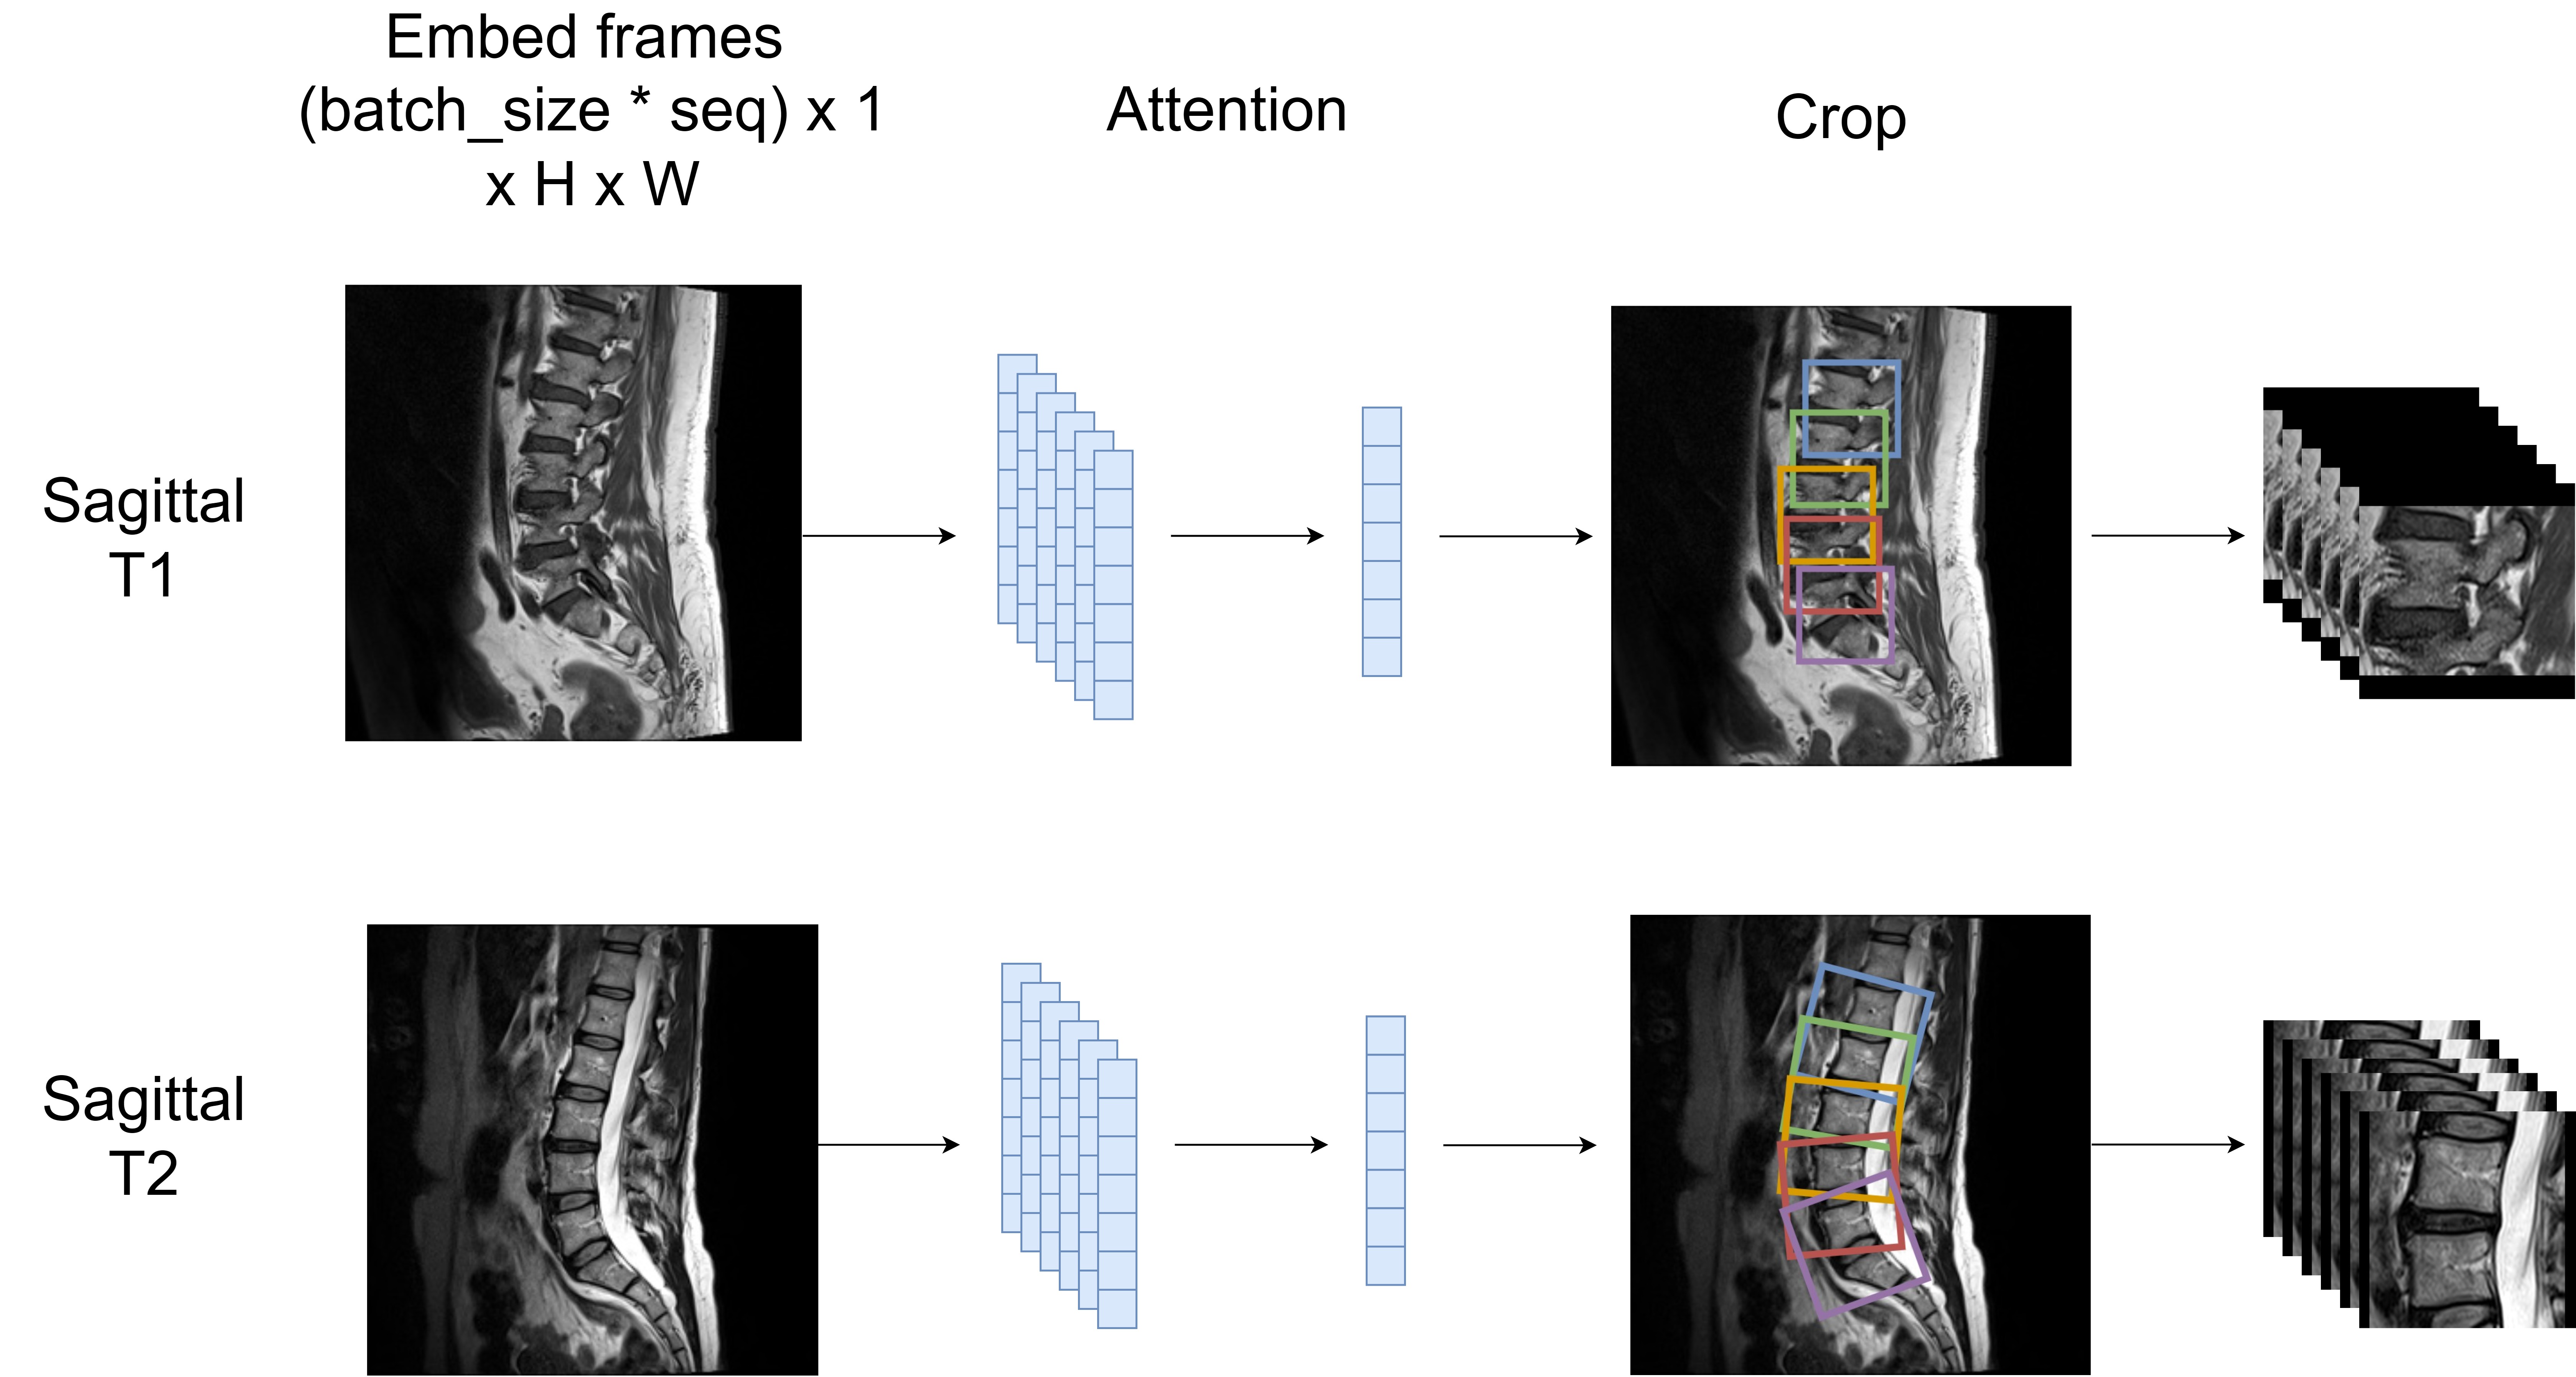 Embed frames
(batch_size * seq) x 1
x H x W
Attention
Crop
Sagittal
T1
Sagittal
T2